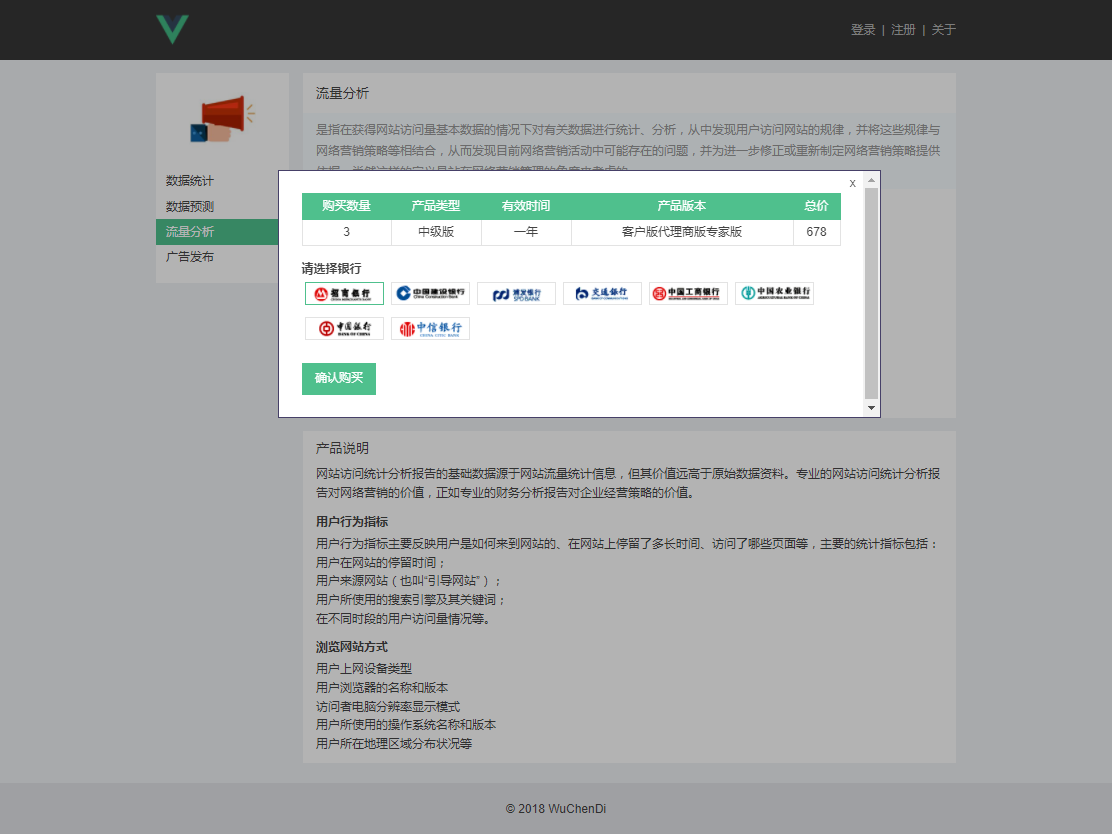 登录 | 注册 | 关于
流量分析
是指在获得网站访问量基本数据的情况下对有关数据进行统计、分析，从中发现用户访问网站的规律，并将这些规律与
网络营销策略等相结合，从而发现目前网络营销活动中可能存在的问题，并为进一步修正或重新制定网络营销策略提供
数据统计
数据预测
流量分析
广告发布
x
购买数量 产品类型 有效时间 产品版本 总价
3 中级版 一年 客户版代理商版专家版 678
请选择银行
招商银行 中国建设银行 浦发银行 SPD BANK 交通银行 中国工商银行 中国农业银行
中国银行 BANK OF CHINA 中信银行 CHINA CITIC BANK
确认购买
产品说明
网站访问统计分析报告的基础数据源于网站流量统计信息，但其价值远高于原始数据资料。专业的网站访问统计分析报
告对网络营销的价值，正如专业的财务分析报告对企业经营策略的价值。
用户行为指标
用户行为指标主要反映用户是如何来到网站的、在网站上停留了多长时间、访问了哪些页面等，主要的统计指标包括：
用户在网站的停留时间；
用户来源网站（也叫“引导网站”）；
用户所使用的搜索引擎及其关键词；
在不同时段的用户访问量情况等。
浏览网站方式
用户上网设备类型
用户浏览器的名称和版本
访问者电脑分辨率显示模式
用户所使用的操作系统名称和版本
用户所在地理区域分布状况等
© 2018 WuChenDi